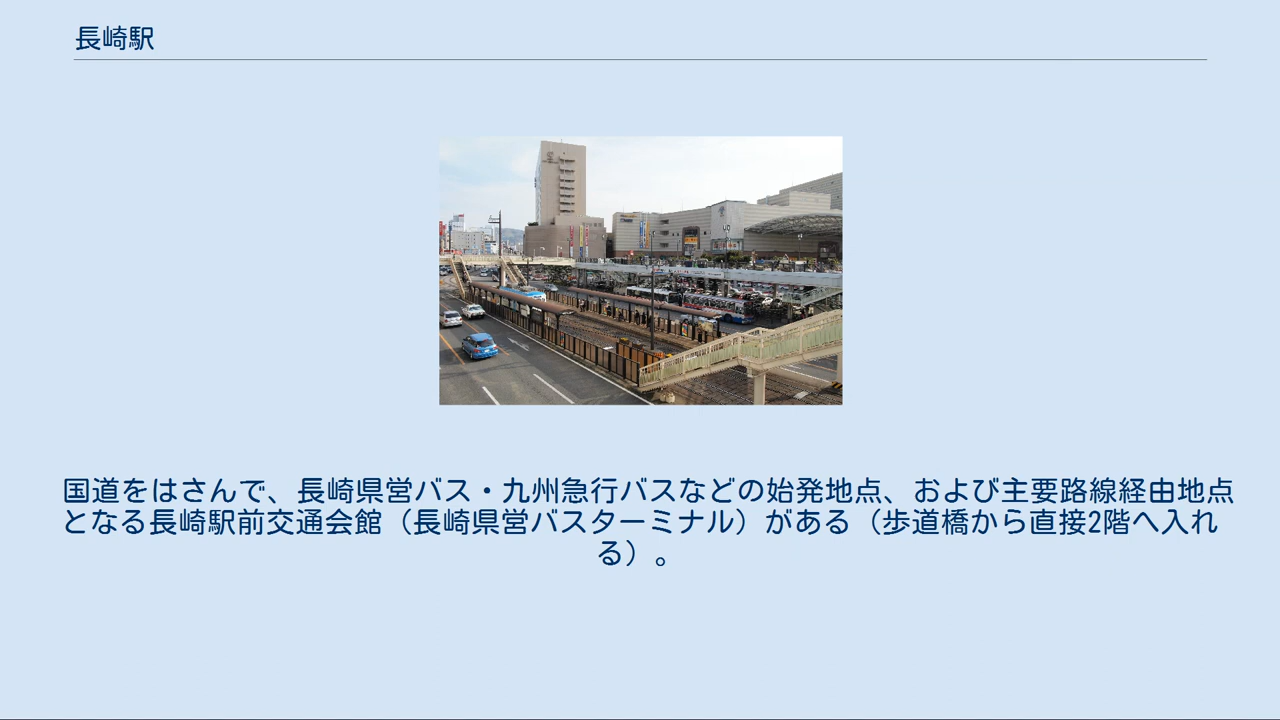 長崎駅
国道をはさんで、長崎県営バス・九州急行バスなどの始発地点、および主要路線経由地点
となる長崎駅前交通会館（長崎県営バスターミナル）がある（歩道橋から直接2階へ入れ
る）。